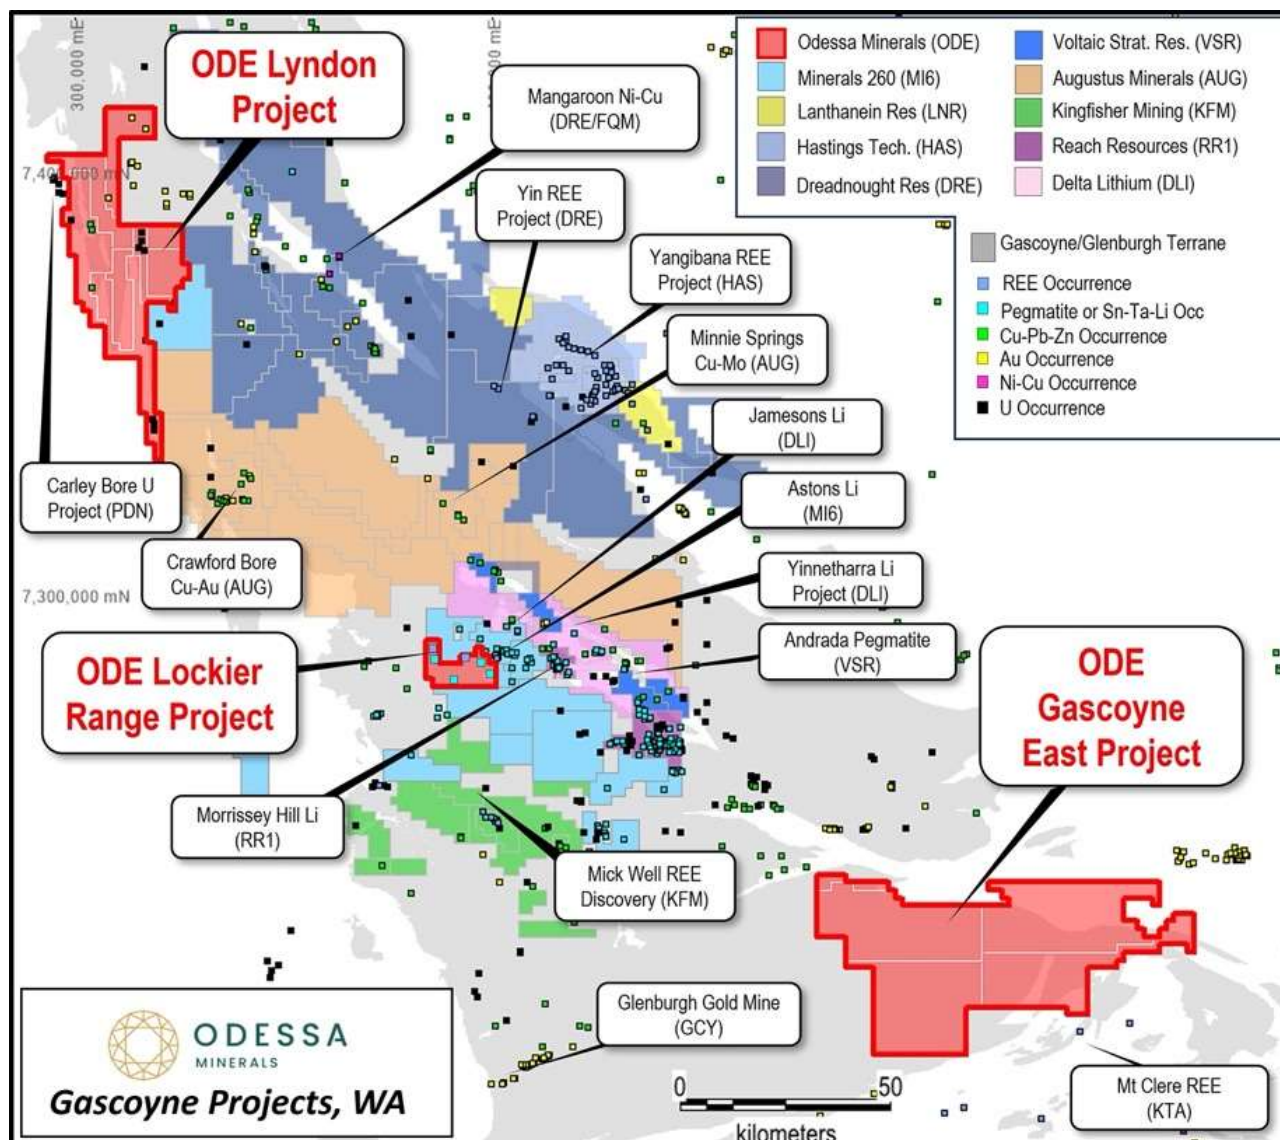 300,000 mE
mE
7,400,000 mN
7,300,000 mN
ODE Lyndon
Project
Mangaroon Ni-Cu
(DRE/FQM)
Yin REE
Project (DRE)
Yangibana REE
Project (HAS)
Minnie Springs
Cu-Mo (AUG)
Jamesons Li
(DLI)
Astons Li
(MI6)
Yinnetharra Li
Project (DLI)
Andrada Pegmatite
(VSR)
Carley Bore U
Project (PDN)
Crawford Bore
Cu-Au (AUG)
ODE Lockier
Range Project
ODE
Gascoyne
East Project
Morrissey Hill Li
(RR1)
Mick Well REE
Discovery (KFM)
Glenburgh Gold Mine
(GCY)
Mt Clere REE
(KTA)
Odessa Minerals (ODE)
Minerals 260 (MI6)
Lanthanein Res (LNR)
Hastings Tech. (HAS)
Dreadnought Res (DRE)
Voltaic Strat. Res. (VSR)
Augustus Minerals (AUG)
Kingfisher Mining (KFM)
Reach Resources (RR1)
Delta Lithium (DLI)
Gascoyne/Glenburgh Terrane
REE Occurrence
Pegmatite or Sn-Ta-Li Occ
Cu-Pb-Zn Occurrence
Au Occurrence
Ni-Cu Occurrence
U Occurrence
ODESSA
MINERALS
Gascoyne Projects, WA
0 50
kilometers